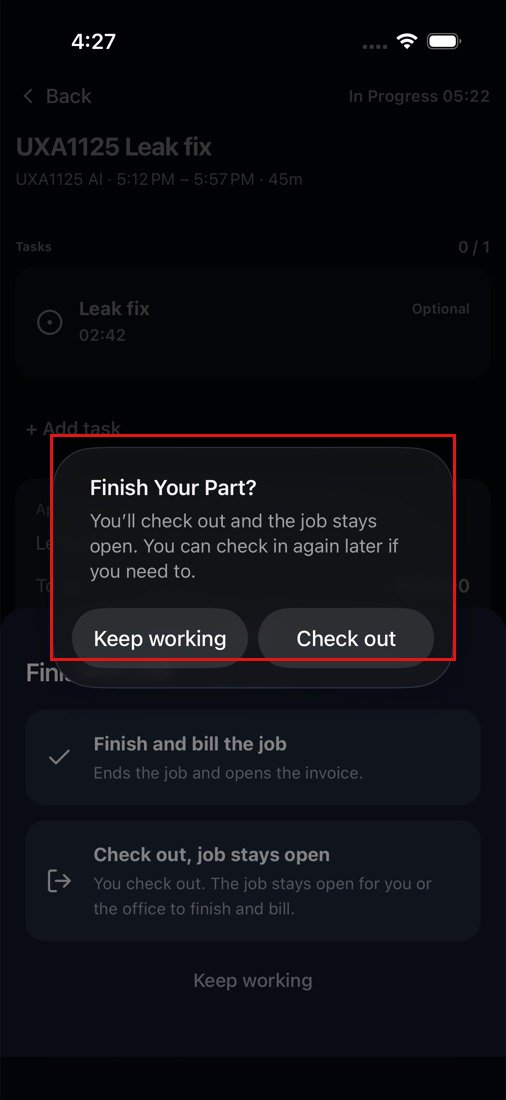 4:27
Back
In Progress 05:22
UXA1125 Leak fix
UXA1125 AI · 5:12 PM – 5:57 PM · 45m
Tasks
0 / 1
Leak fix
Optional
02:42
+ Add task
Finish Your Part?
You’ll check out and the job stays
open. You can check in again later if
you need to.
Keep working
Check out
Finish and bill the job
Ends the job and opens the invoice.
Check out, job stays open
You check out. The job stays open for you or
the office to finish and bill.
Keep working